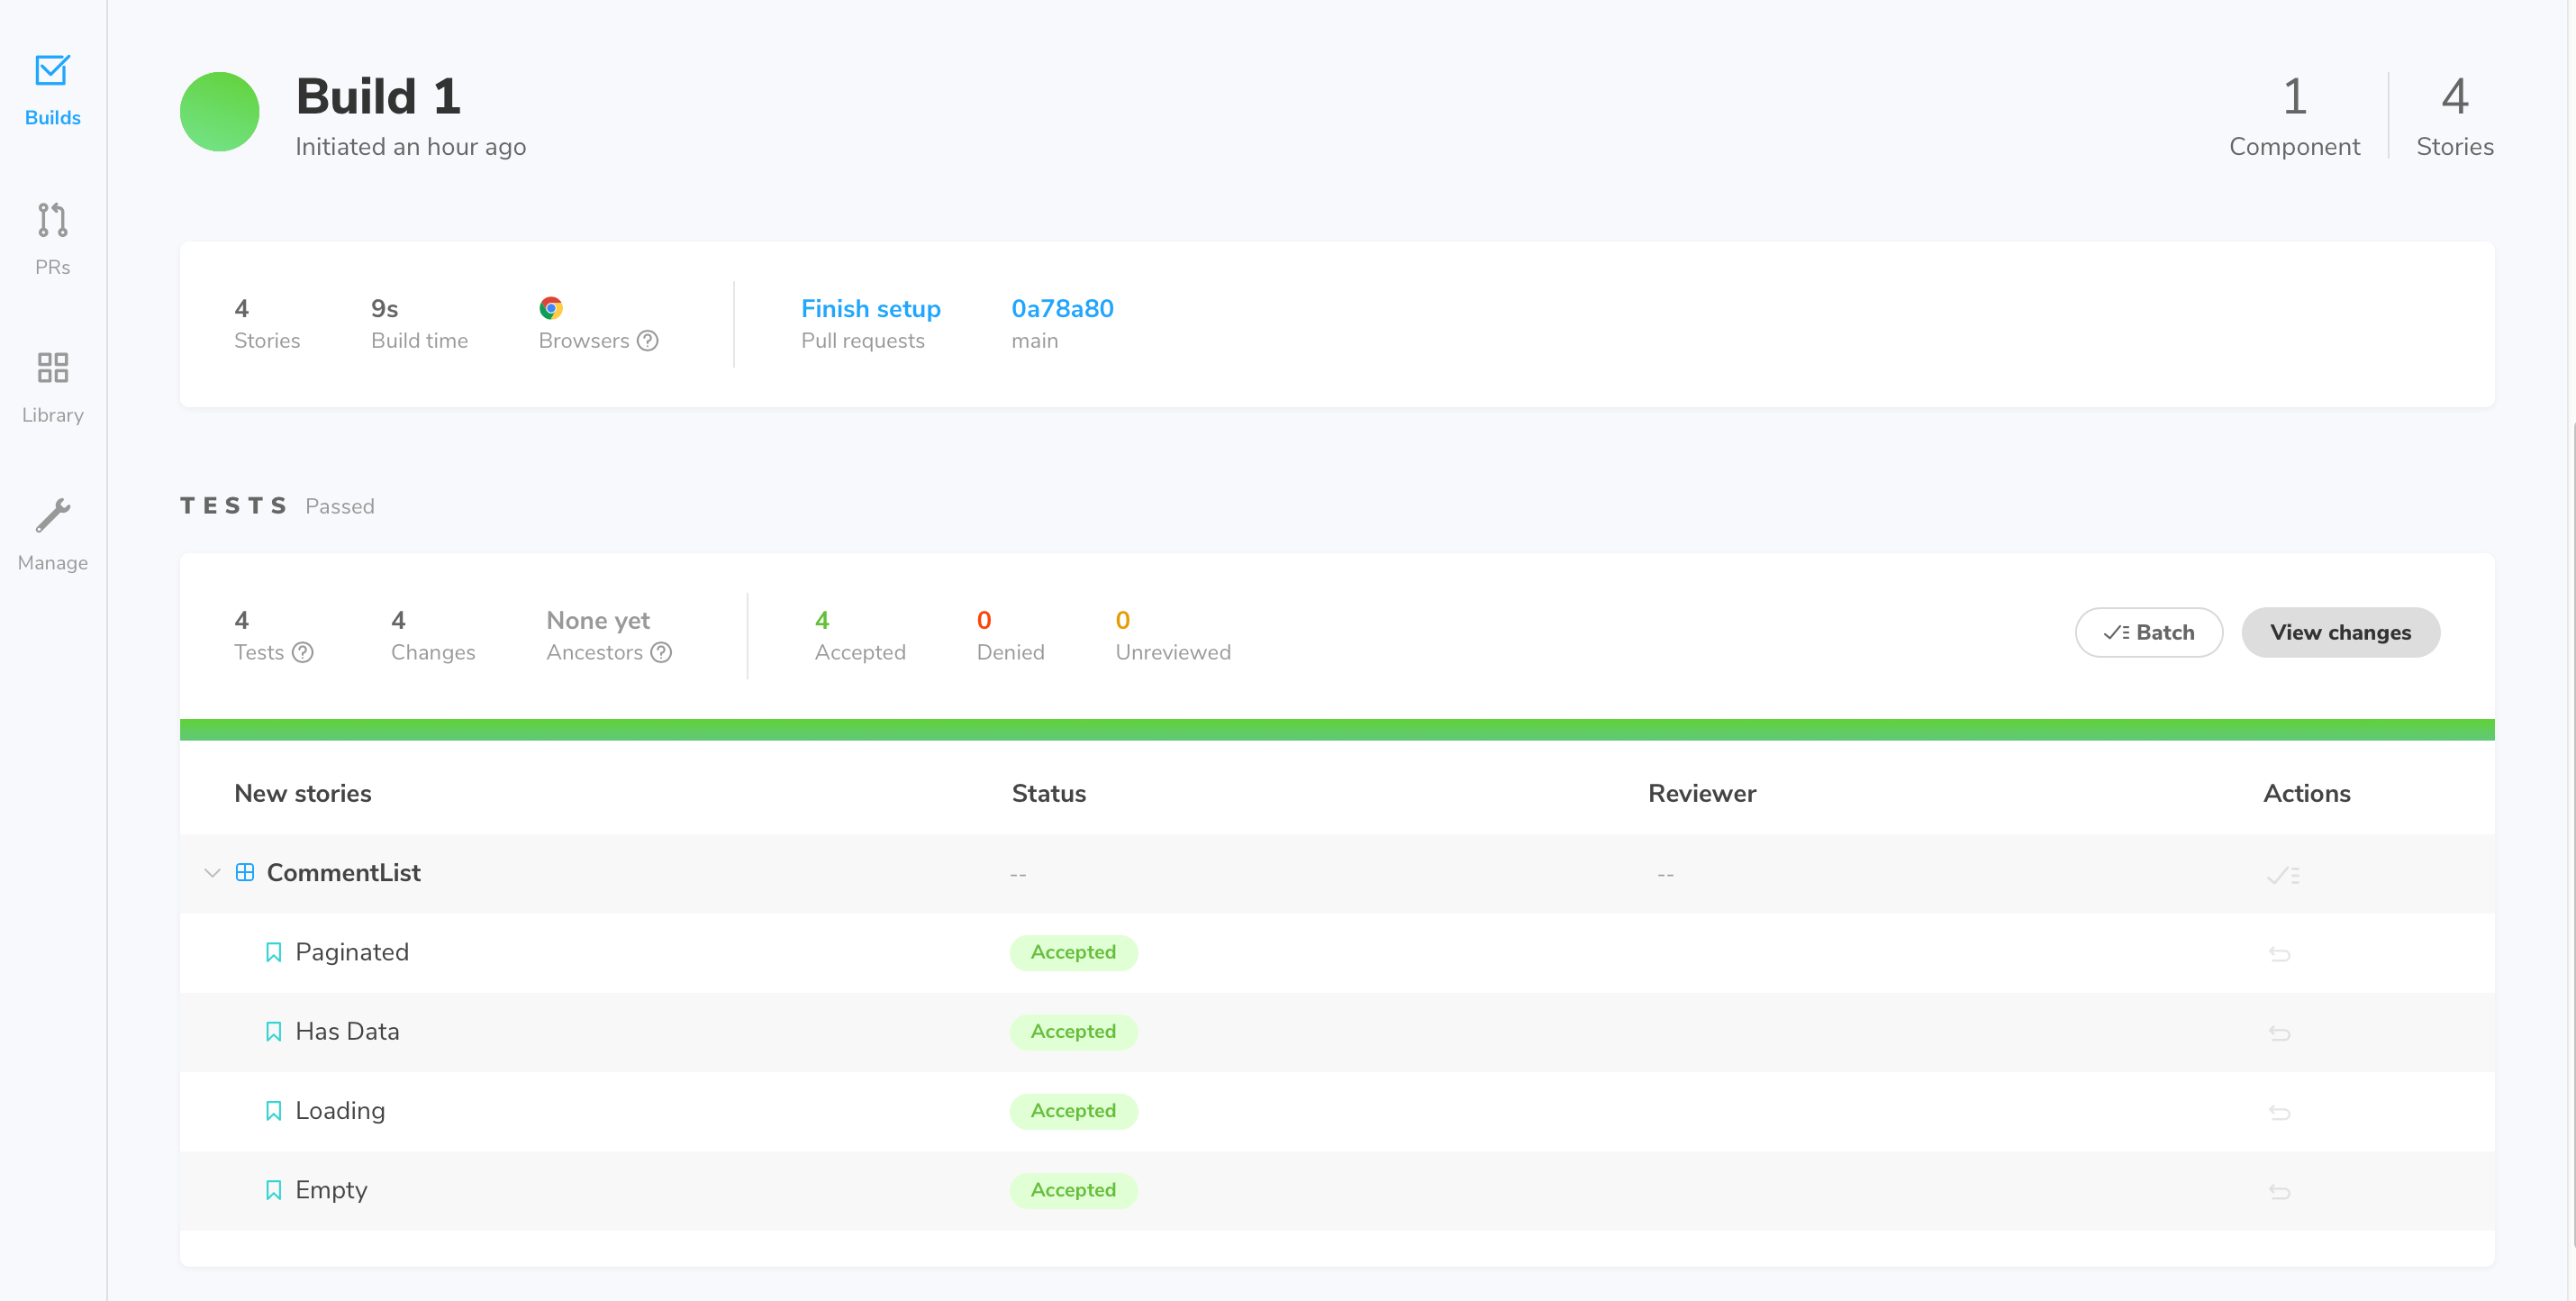 Builds
PRs
Library
Manage
Build 1
Initiated an hour ago
1
Component
4
Stories
4
Stories
9s
Build time
Browsers
Finish setup
Pull requests
0a78a80
main
TESTS Passed
4
Tests
4
Changes
None yet
Ancestors
4
Accepted
0
Denied
0
Unreviewed
Batch
View changes
New stories Status Reviewer Actions
CommentList -- --
Paginated Accepted
Has Data Accepted
Loading Accepted
Empty Accepted